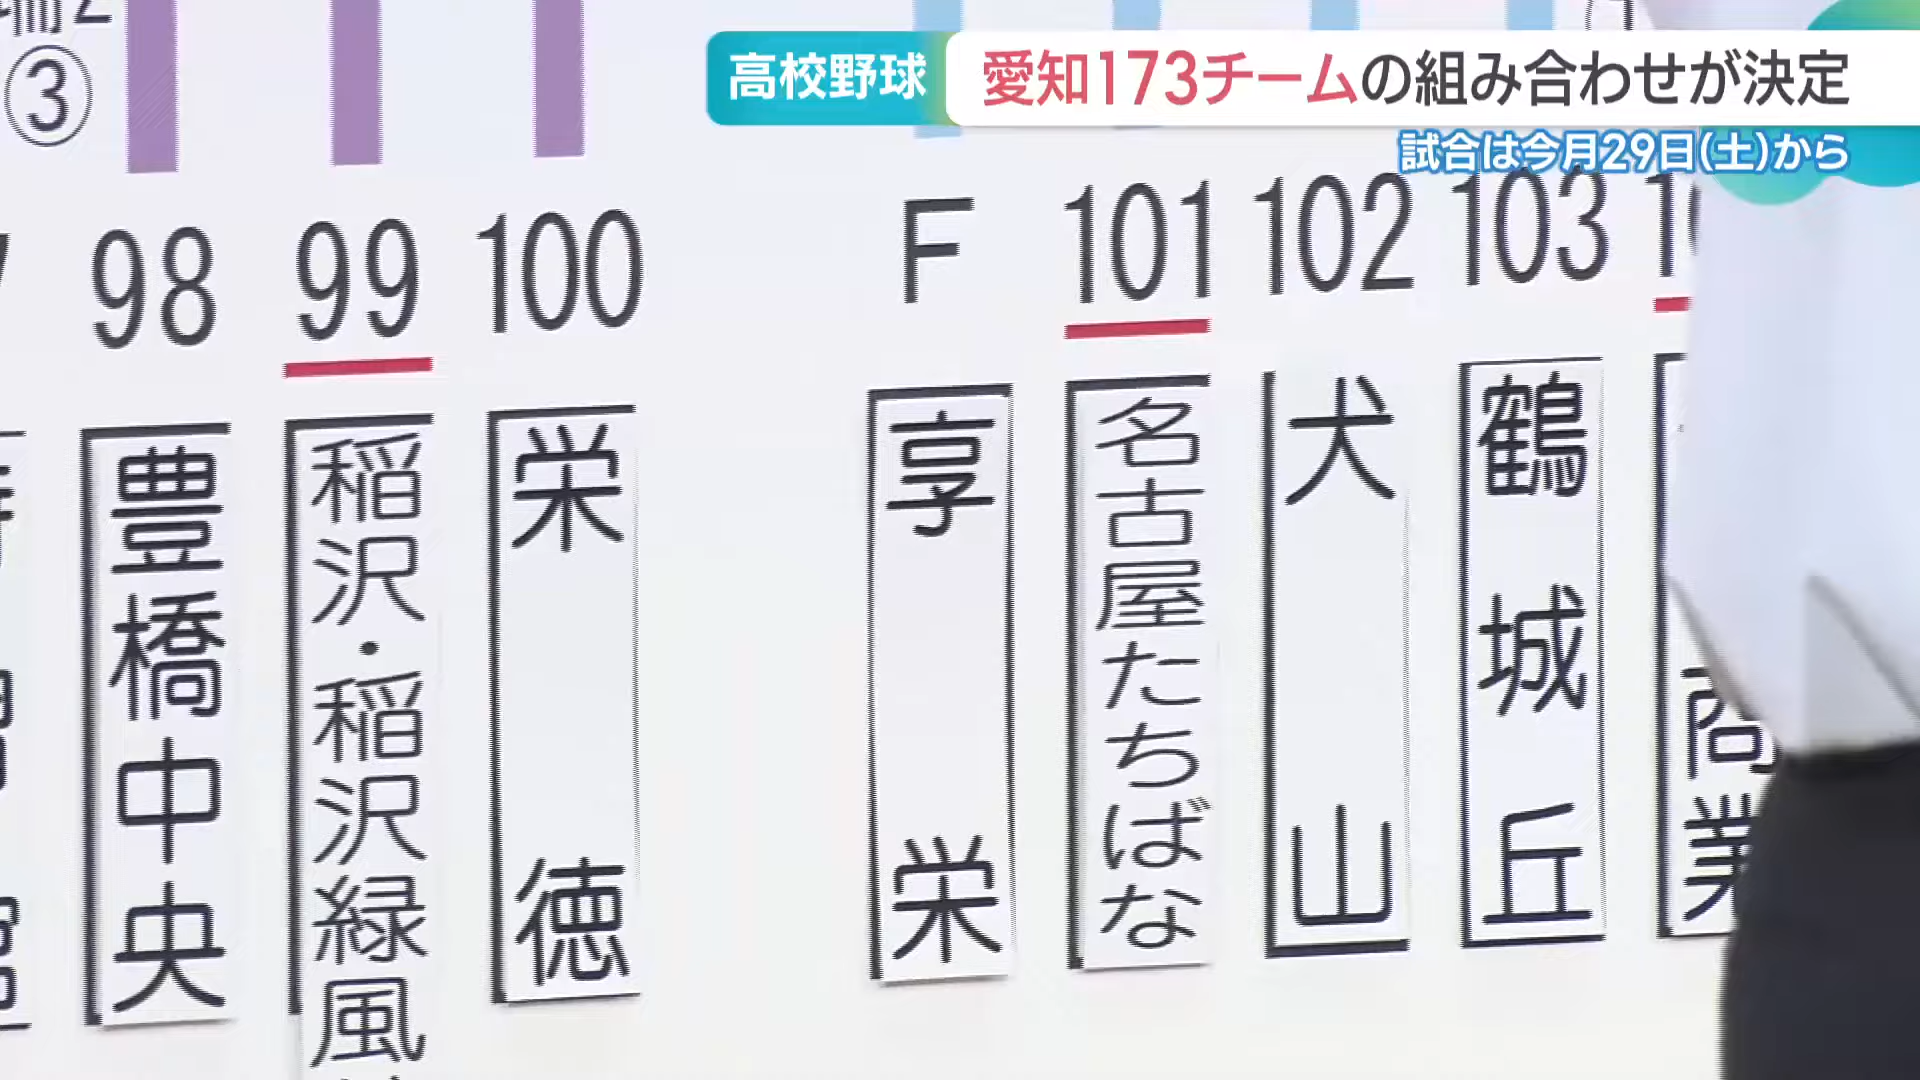 高校野球
愛知173チームの組み合わせが決定
試合は今月29日(土)から
③
98
99
100
F
101
102
103
豊橋中央
稲沢・稲沢緑風
栄徳
享栄
名古屋たちばな
犬山
鶴城丘
商業